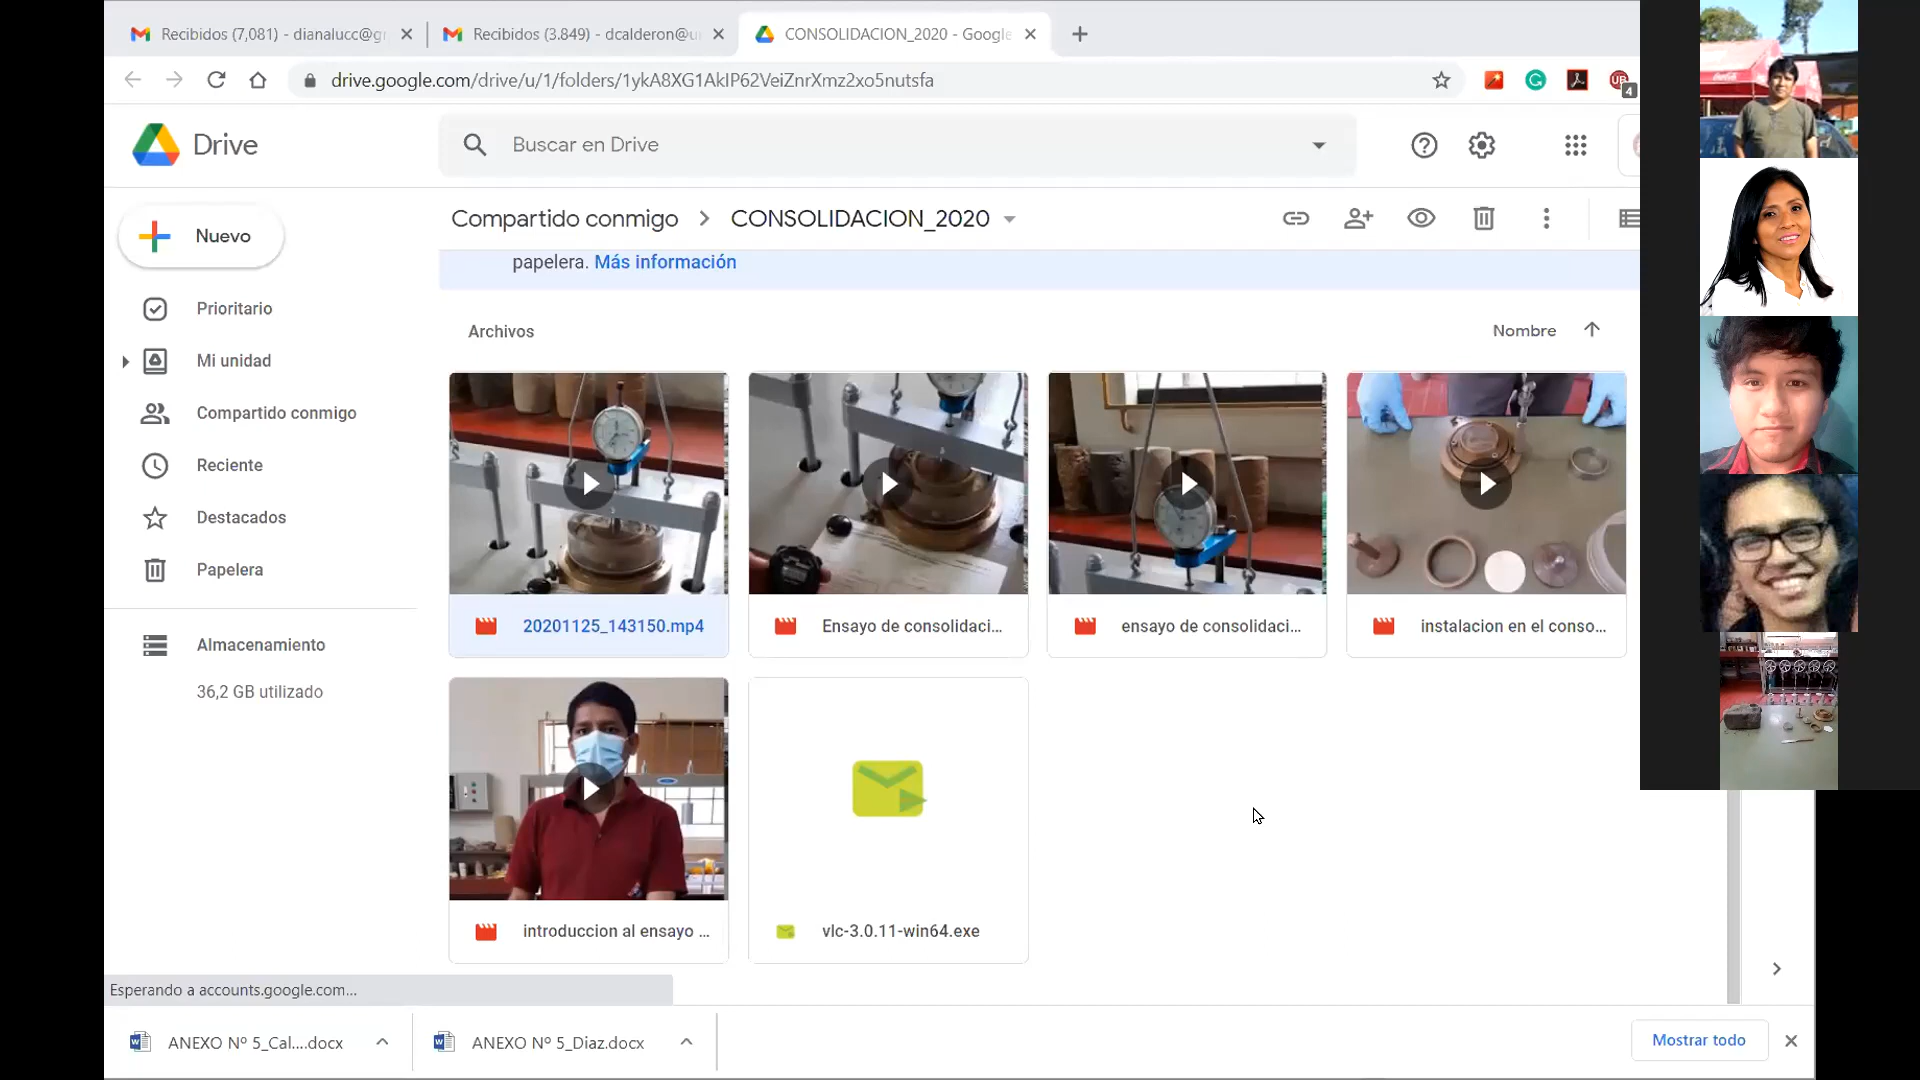 Recibidos (7,081) - dianalucc@gr
Recibidos (3.849) - dcalderon@u
CONSOLIDACION_2020 - Google
drive.google.com/drive/u/1/folders/1ykA8XG1AkIP62VeiZnrXmz2xo5nutsfa
4
Drive
Buscar en Drive
Nuevo
Compartido conmigo > CONSOLIDACION_2020
papelera. Más información
Prioritario
Mi unidad
Compartido conmigo
Reciente
Destacados
Papelera
Almacenamiento
36,2 GB utilizado
Archivos
Nombre
20201125_143150.mp4
Ensayo de consolidaci...
ensayo de consolidaci...
instalacion en el conso...
introduccion al ensayo ...
vlc-3.0.11-win64.exe
Esperando a accounts.google.com...
ANEXO Nº 5_Cal....docx
ANEXO Nº 5_Diaz.docx
Mostrar todo